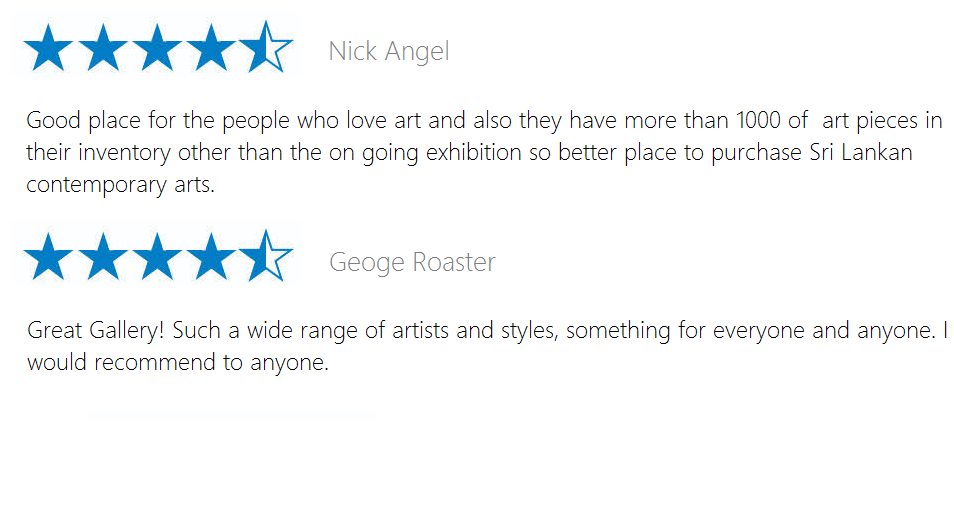 Nick Angel
Good place for the people who love art and also they have more than 1000 of  art pieces in
their inventory other than the on going exhibition so better place to purchase Sri Lankan
contemporary arts.
Geoge Roaster
Great Gallery! Such a wide range of artists and styles, something for everyone and anyone. I
would recommend to anyone.